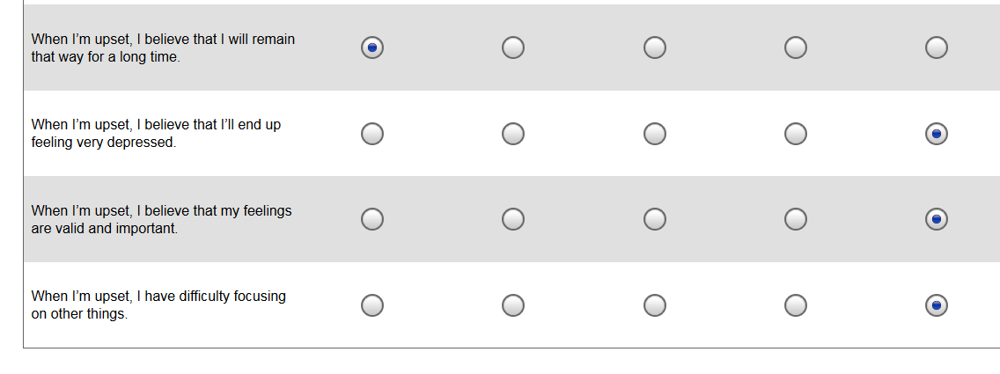 When I’m upset, I believe that I will remain
that way for a long time.
When I’m upset, I believe that I’ll end up
feeling very depressed.
When I’m upset, I believe that my feelings
are valid and important.
When I’m upset, I have difficulty focusing
on other things.